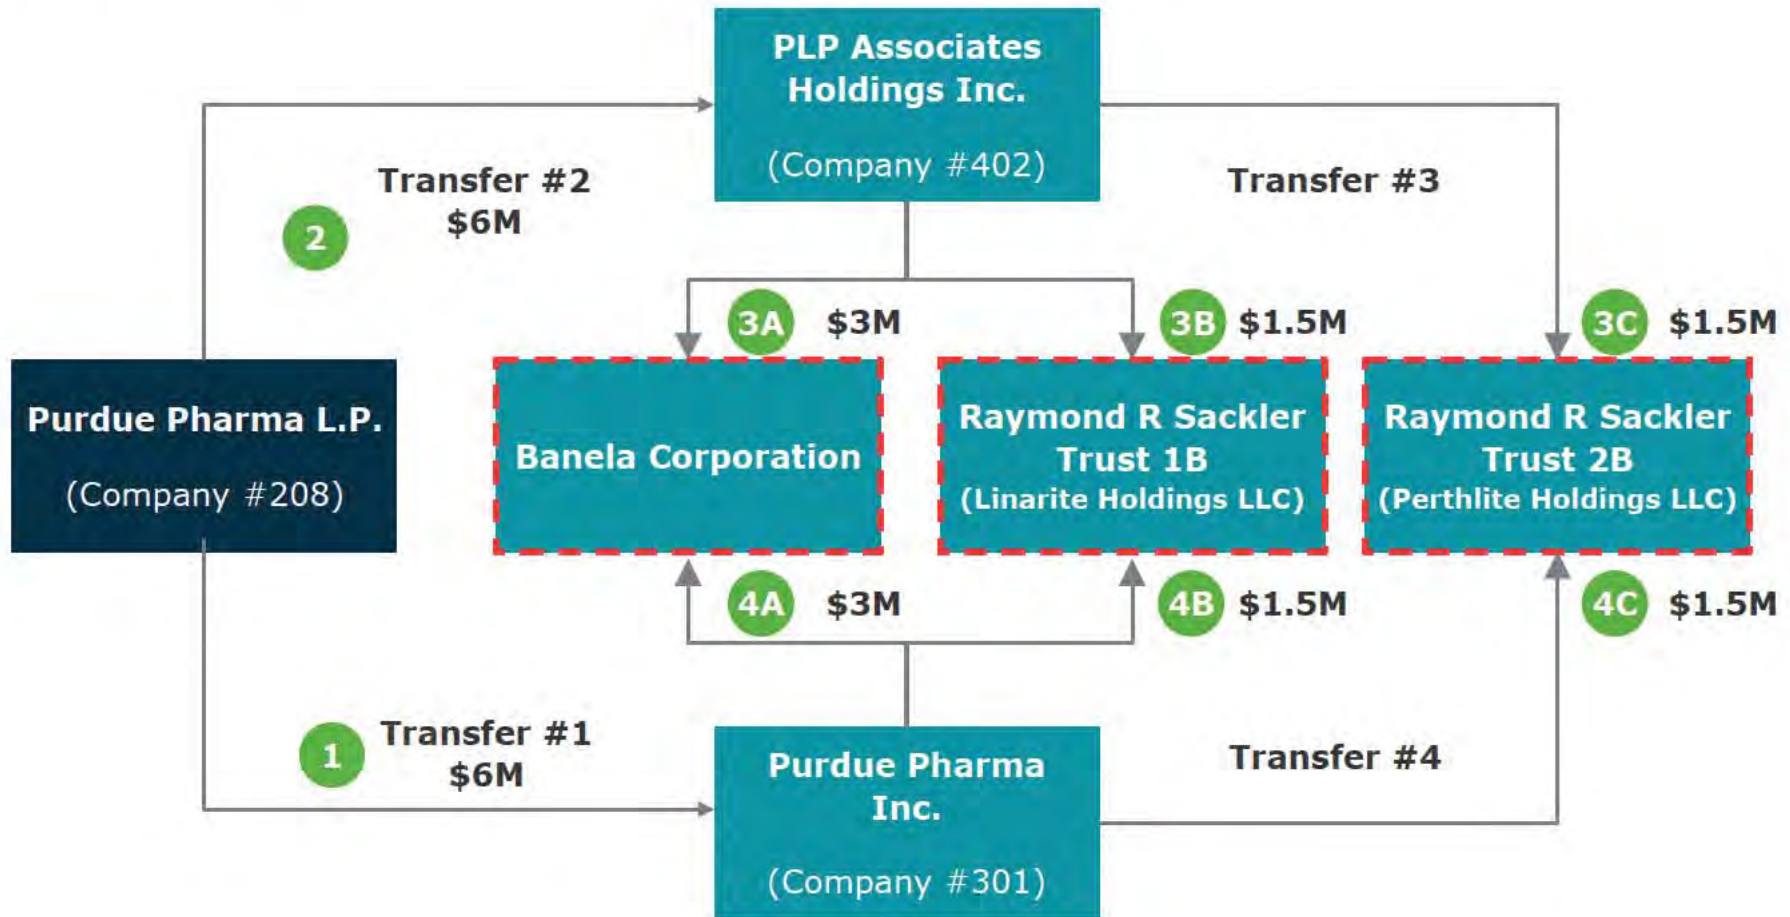 PLP Associates
Holdings Inc.
(Company #402)
Transfer #2
$6M
2
Transfer #3
3A $3M
3B $1.5M
3C $1.5M
Purdue Pharma L.P.
(Company #208)
Banela Corporation
Raymond R Sackler
Trust 1B
(Linarite Holdings LLC)
Raymond R Sackler
Trust 2B
(Perthlite Holdings LLC)
4A $3M
4B $1.5M
4C $1.5M
1
Transfer #1
$6M
Purdue Pharma
Inc.
(Company #301)
Transfer #4